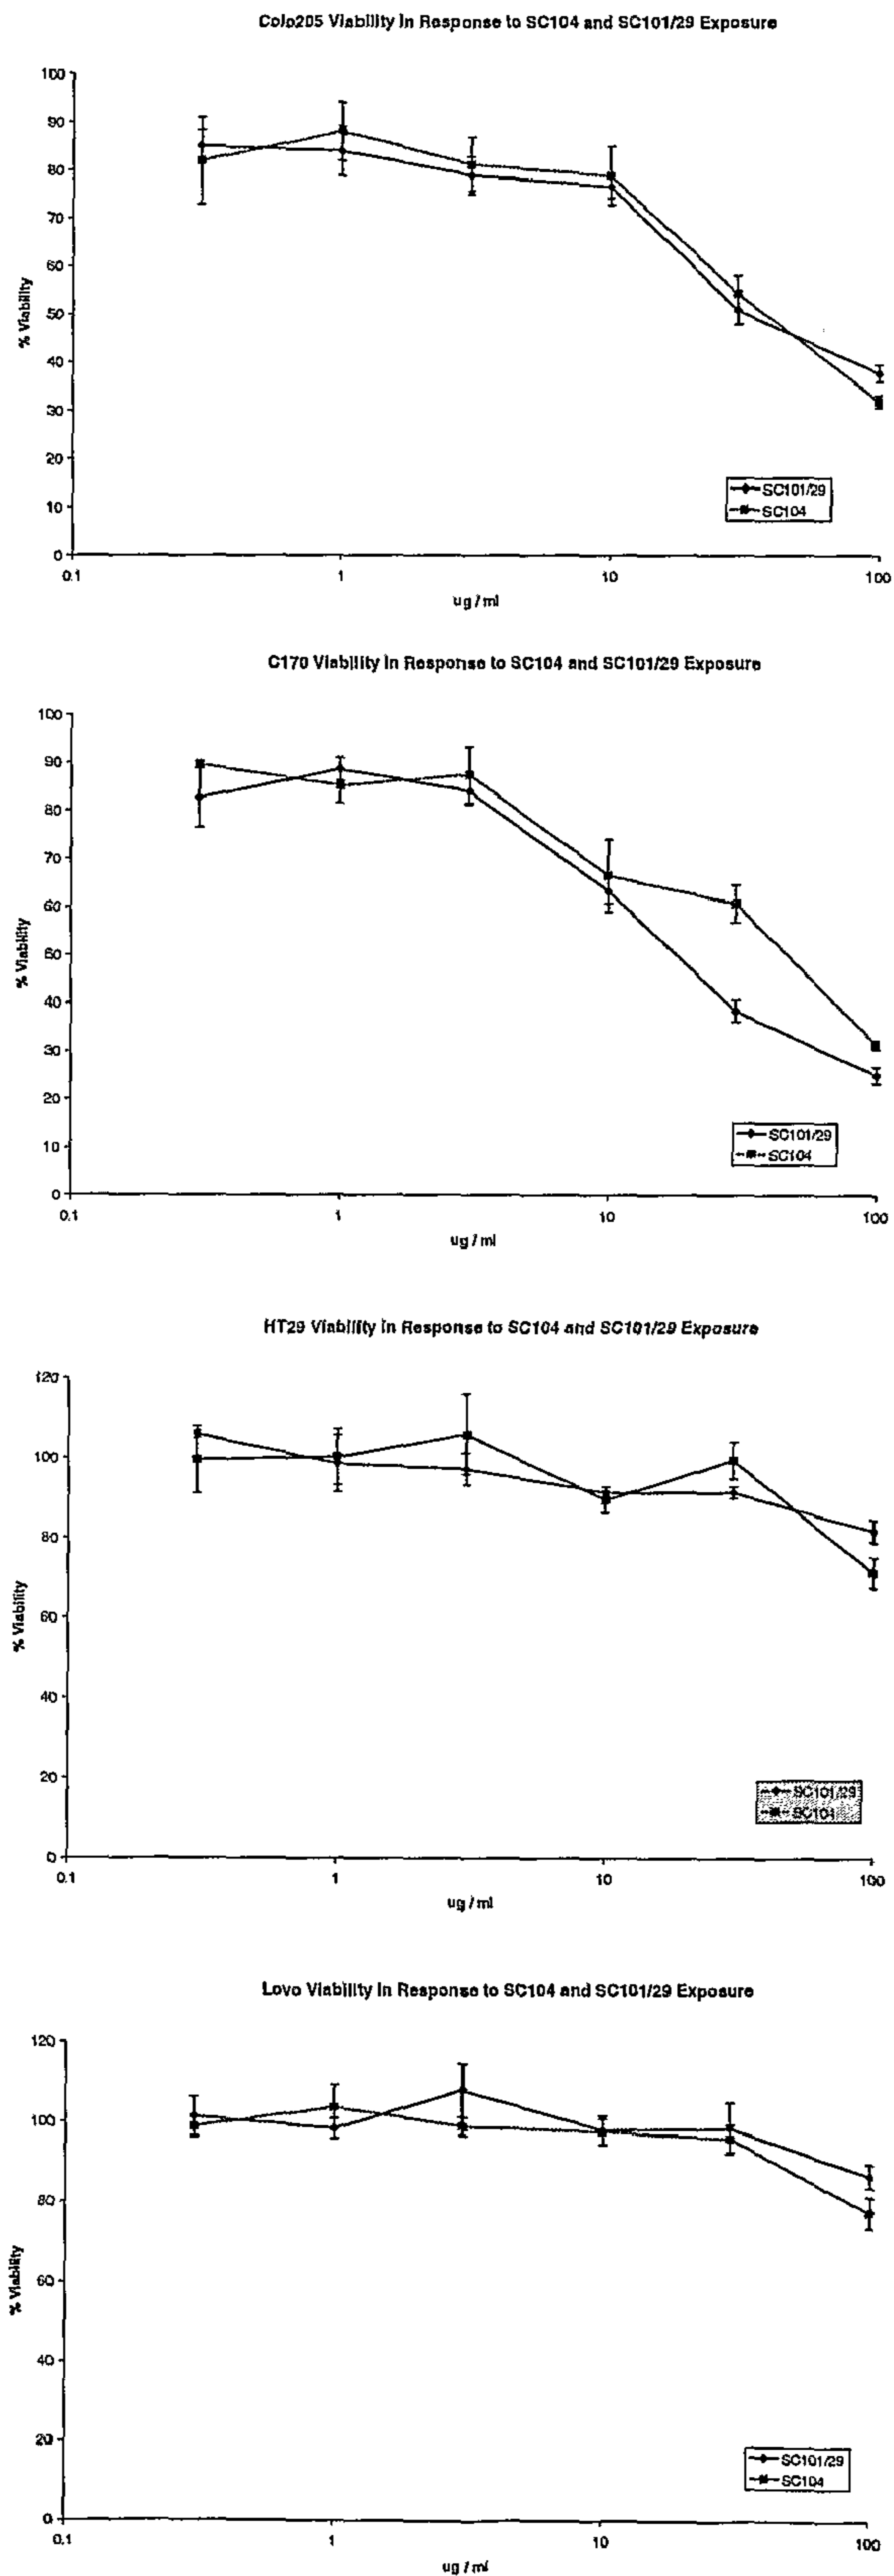 Colo205 Viability in Response to SC104 and SC101/29 Exposure
100
90
80
70
60
50
40
30
20
10
0
% Viability
0.1
1
10
100
ug / ml
SC101/29
SC104
C170 Viability in Response to SC104 and SC101/29 Exposure
100
90
80
70
60
50
40
30
20
10
0
% Viability
0.1
1
10
100
ug / ml
SC101/29
SC104
HT29 Viability in Response to SC104 and SC101/29 Exposure
120
100
80
60
40
20
0
% Viability
0.1
1
10
100
ug / ml
SC101/29
SC104
Lovo Viability in Response to SC104 and SC101/29 Exposure
120
100
80
60
40
20
0
% Viability
0.1
1
10
100
ug / ml
SC101/29
SC104